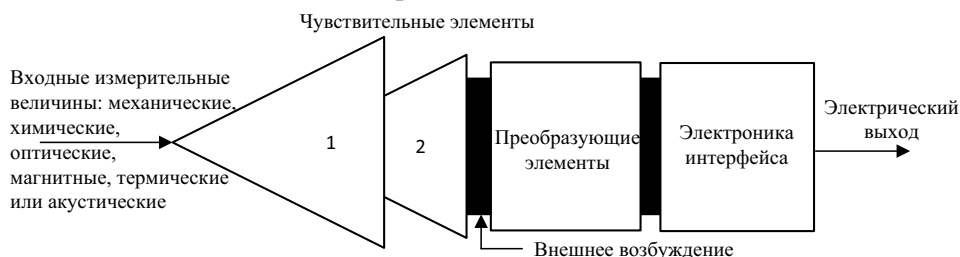 Чувствительные элементы
Входные измерительные
величины: механические,
химические,
оптические,
магнитные, термические
или акустические
1
2
Преобразующие
элементы
Электроника
интерфейса
Электрический
выход
Внешнее возбуждение